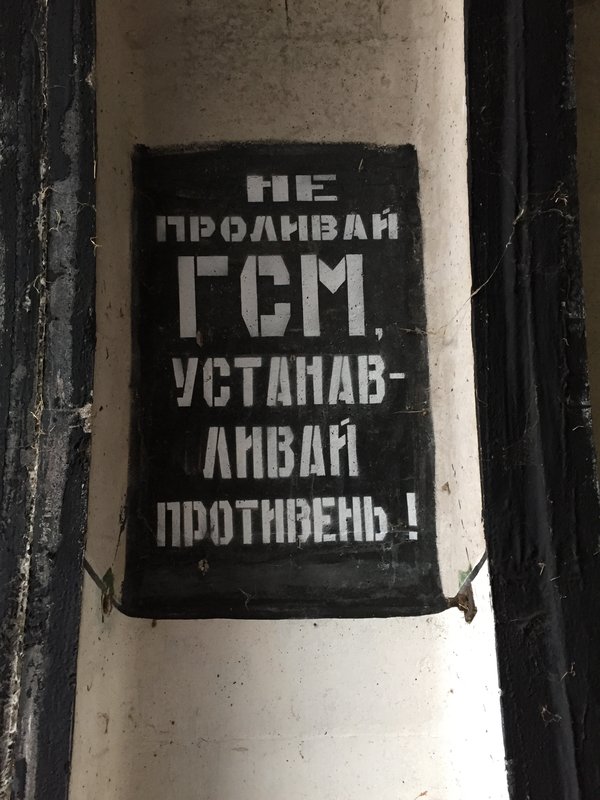 НЕ
ПРОЛИВАЙ
ГСМ,
УСТАНАВ-
ЛИВАЙ
ПРОТИВЕНЬ!